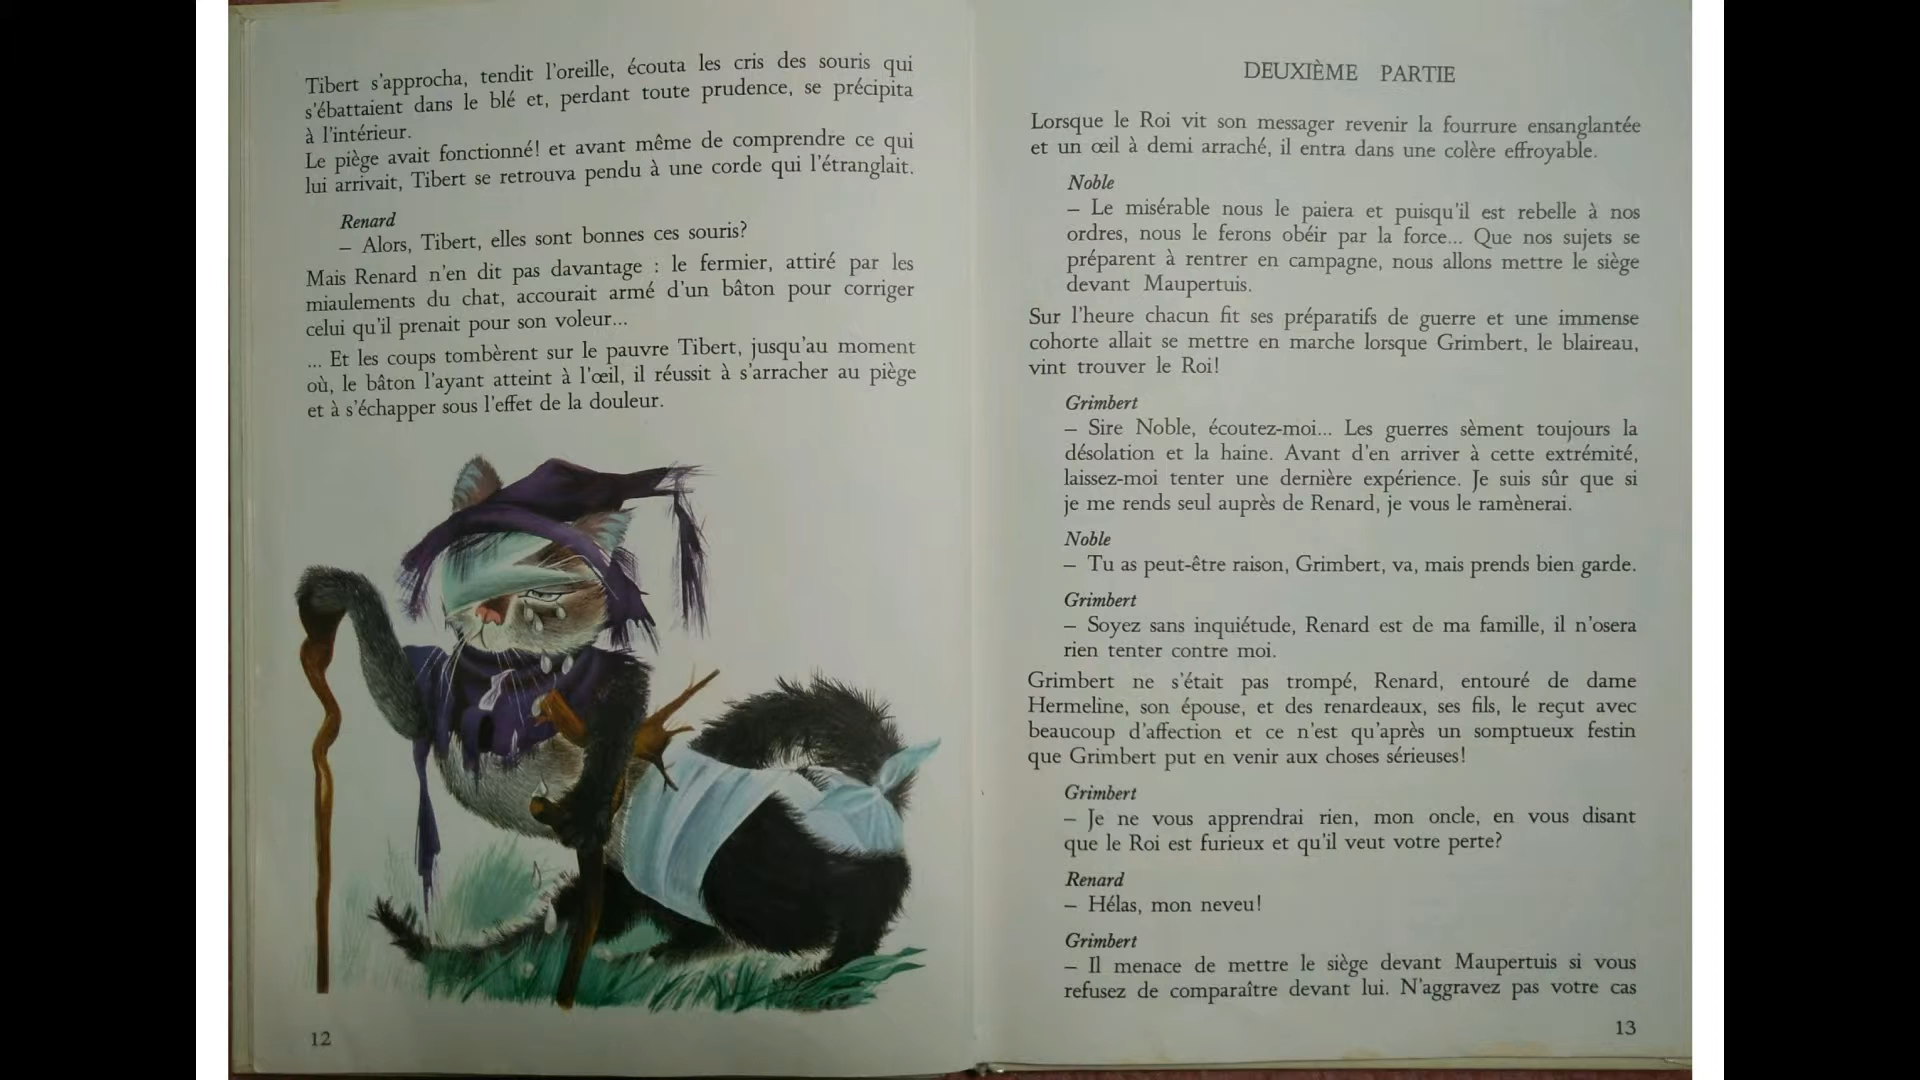 Tibert s'approcha, tendit l'oreille, écouta les cris des souris qui
s'ébattaient dans le blé et, perdant toute prudence, se précipita
à l'intérieur.
Le piège avait fonctionné! et avant même de comprendre ce qui
lui arrivait, Tibert se retrouva pendu à une corde qui l'étranglait.
Renard
– Alors, Tibert, elles sont bonnes ces souris?
Mais Renard n'en dit pas davantage : le fermier, attiré par les
miaulements du chat, accourait armé d'un bâton pour corriger
celui qu'il prenait pour son voleur...
... Et les coups tombèrent sur le pauvre Tibert, jusqu'au moment
où, le bâton l'ayant atteint à l'œil, il réussit à s'arracher au piège
et à s'échapper sous l'effet de la douleur.
12
DEUXIÈME PARTIE
Lorsque le Roi vit son messager revenir la fourrure ensanglantée
et un œil à demi arraché, il entra dans une colère effroyable.
Noble
– Le misérable nous le paiera et puisqu'il est rebelle à nos
ordres, nous le ferons obéir par la force... Que nos sujets se
préparent à rentrer en campagne, nous allons mettre le siège
devant Maupertuis.
Sur l'heure chacun fit ses préparatifs de guerre et une immense
cohorte allait se mettre en marche lorsque Grimbert, le blaireau,
vint trouver le Roi!
Grimbert
– Sire Noble, écoutez-moi... Les guerres sèment toujours la
désolation et la haine. Avant d'en arriver à cette extrémité,
laissez-moi tenter une dernière expérience. Je suis sûr que si
je me rends seul auprès de Renard, je vous le ramènerai.
Noble
– Tu as peut-être raison, Grimbert, va, mais prends bien garde.
Grimbert
– Soyez sans inquiétude, Renard est de ma famille, il n'osera
rien tenter contre moi.
Grimbert ne s'était pas trompé, Renard, entouré de dame
Hermeline, son épouse, et des renardeaux, ses fils, le reçut avec
beaucoup d'affection et ce n'est qu'après un somptueux festin
que Grimbert put en venir aux choses sérieuses!
Grimbert
– Je ne vous apprendrai rien, mon oncle, en vous disant
que le Roi est furieux et qu'il veut votre perte?
Renard
– Hélas, mon neveu!
Grimbert
– Il menace de mettre le siège devant Maupertuis si vous
refusez de comparaître devant lui. N'aggravez pas votre cas
13